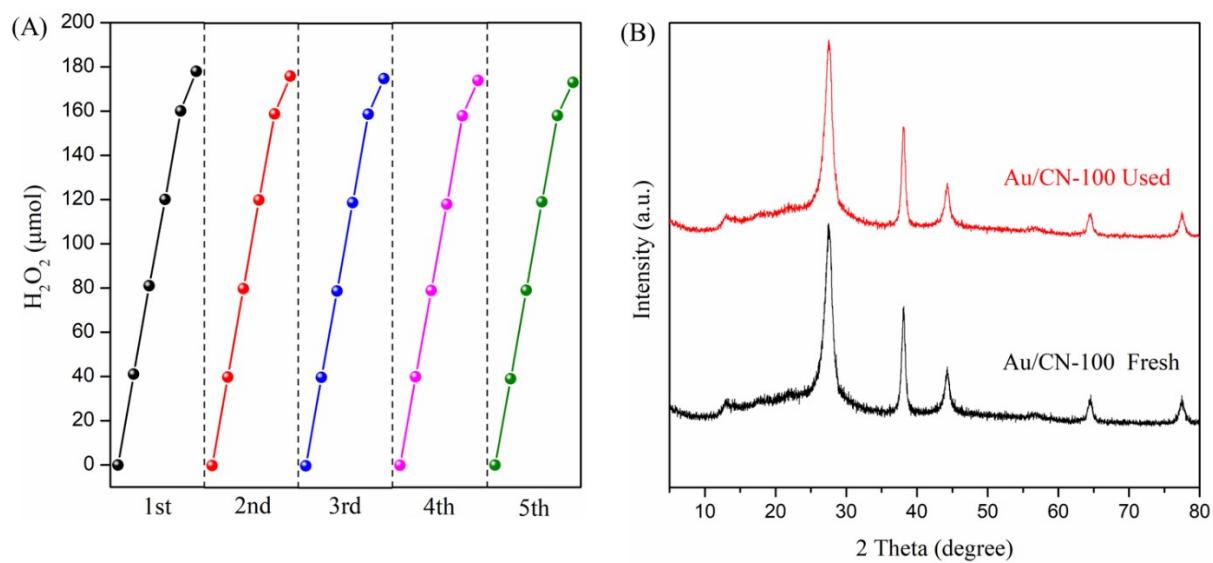 (A)
200
180
160
140
120
100
80
60
40
20
0
H₂O₂ (μmol)
1st 2nd 3rd 4th 5th
(B)
Intensity (a.u.)
Au/CN-100 Used
Au/CN-100 Fresh
10 20 30 40 50 60 70 80
2 Theta (degree)